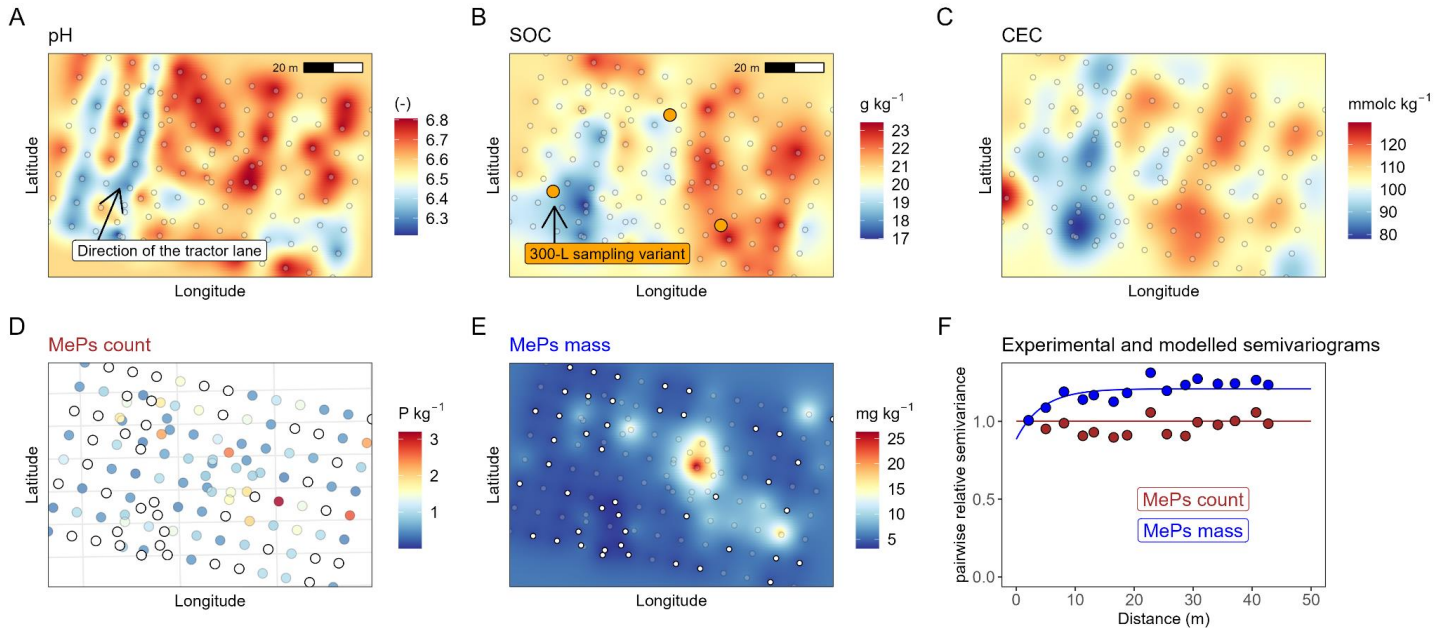 A
pH
20 m
Latitude
Direction of the tractor lane
Longitude
(-)
6.8
6.7
6.6
6.5
6.4
6.3
B
SOC
20 m
Latitude
300-L sampling variant
Longitude
g kg⁻¹
23
22
21
20
19
18
17
C
CEC
Latitude
Longitude
mmolc kg⁻¹
120
110
100
90
80
D
MePs count
Latitude
Longitude
P kg⁻¹
3
2
1
E
MePs mass
Latitude
Longitude
mg kg⁻¹
25
20
15
10
5
F
Experimental and modelled semivariograms
pairwise relative semivariance
1.0
0.5
0.0
MePs count
MePs mass
0 10 20 30 40 50
Distance (m)